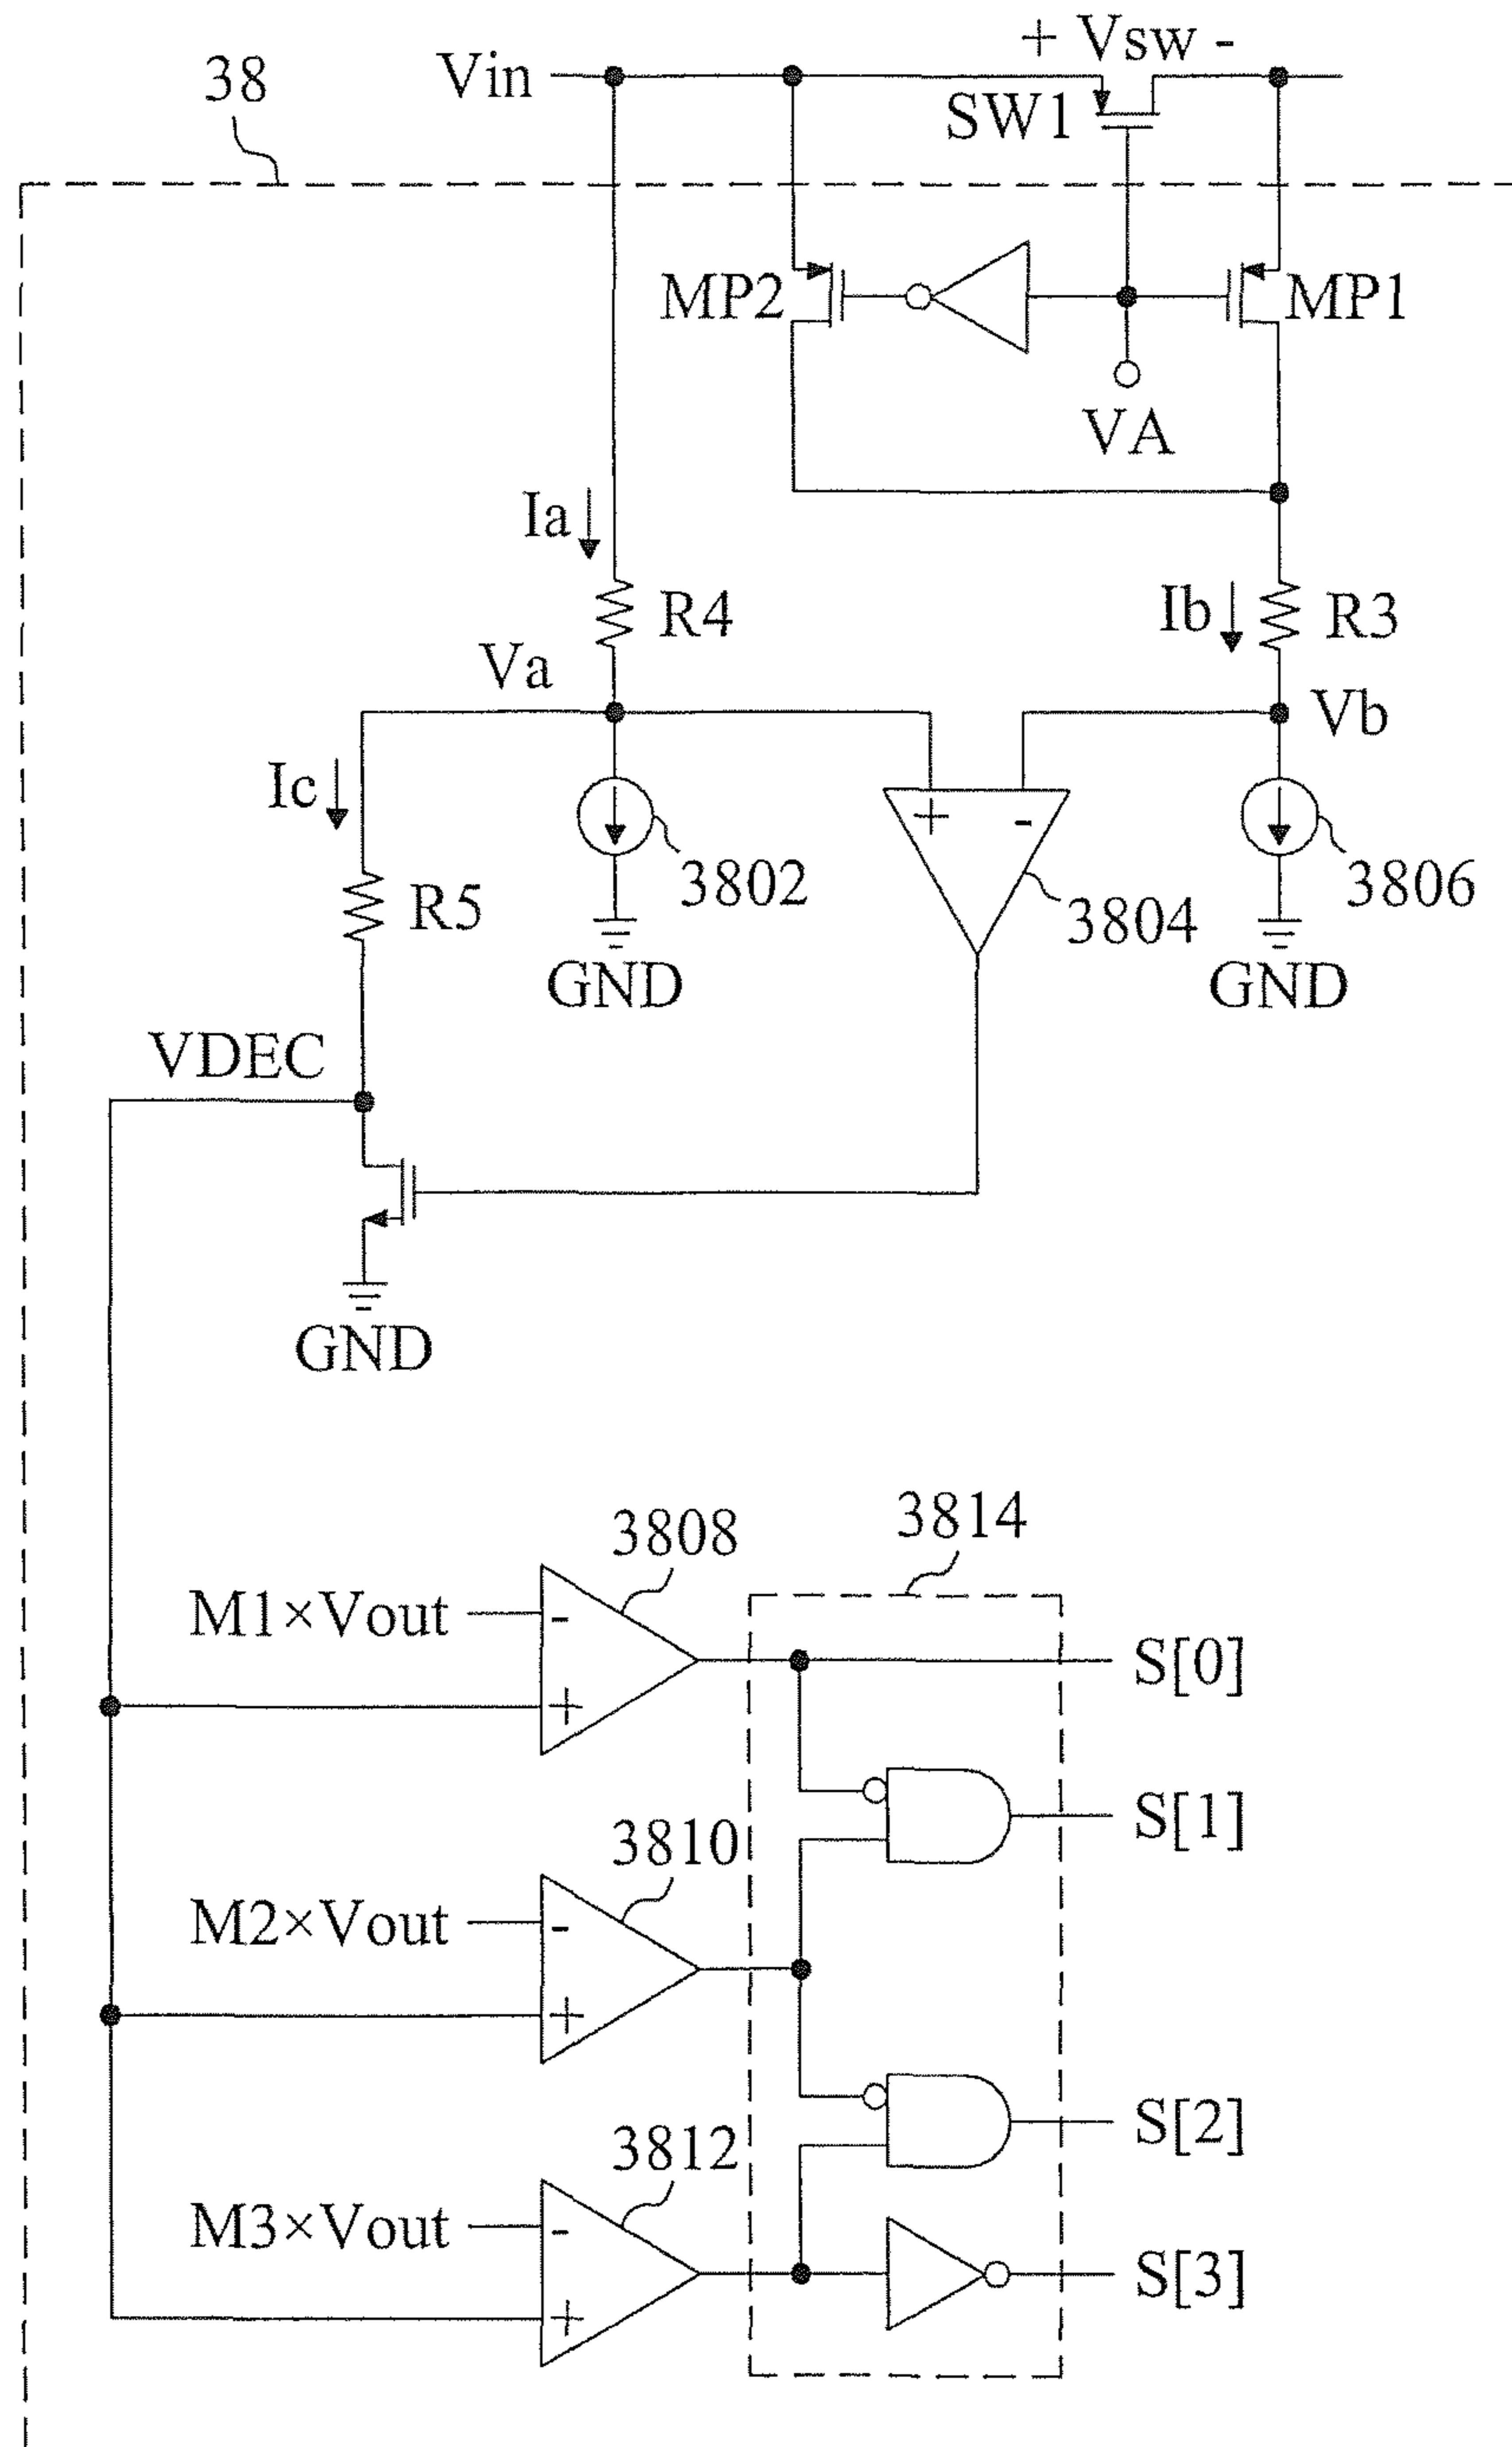 + Vsw -
Vin
38
SW1
MP2
MP1
VA
Ia
R4
Ib
R3
Va
Vb
Ic
+
-
3802
3804
3806
R5
GND
GND
VDEC
GND
3808
3814
M1×Vout
-
+
S[0]
S[1]
3810
M2×Vout
-
+
S[2]
3812
M3×Vout
-
+
S[3]